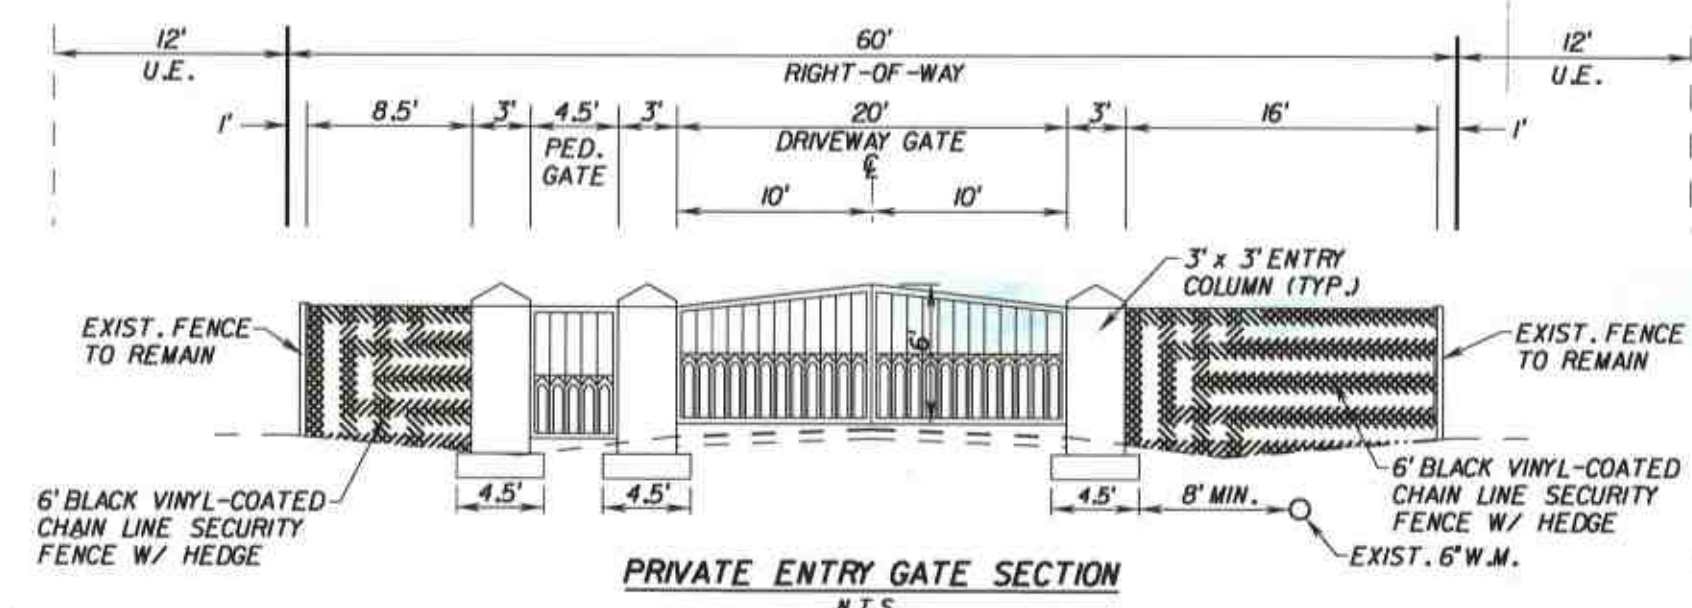 12'
U.E.
60'
RIGHT-OF-WAY
12'
U.E.
1'
8.5'
3'
4.5'
PED.
GATE
3'
20'
DRIVEWAY GATE
℄
10'
10'
3'
16'
1'
3' x 3' ENTRY
COLUMN (TYP.)
EXIST. FENCE
TO REMAIN
6'
EXIST. FENCE
TO REMAIN
6' BLACK VINYL-COATED
CHAIN LINE SECURITY
FENCE W/ HEDGE
4.5'
4.5'
4.5'
8' MIN.
6' BLACK VINYL-COATED
CHAIN LINE SECURITY
FENCE W/ HEDGE
EXIST. 6" W.M.
PRIVATE ENTRY GATE SECTION
N.T.S.